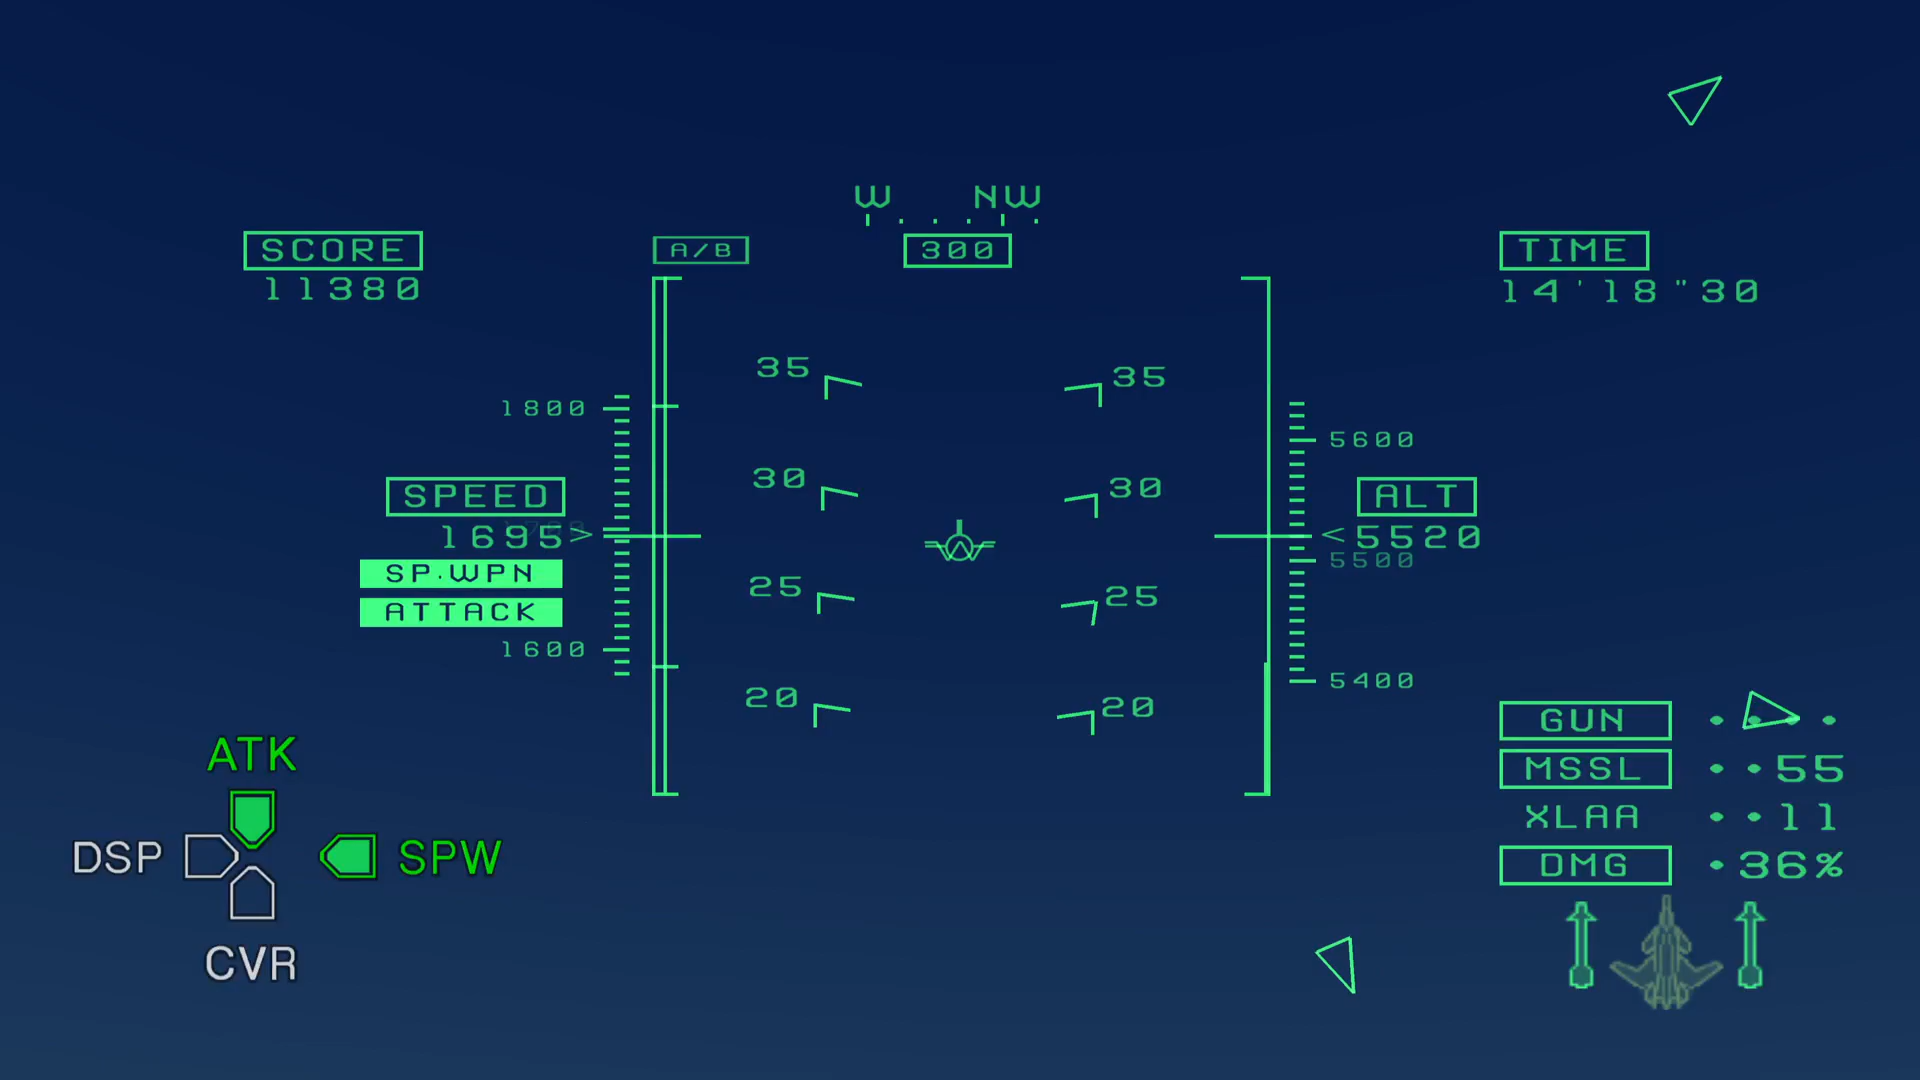 W NW
SCORE
11380
A/B
300
TIME
14'18"30
35 35
1800
5600
30 30
SPEED
1695>
ALT
<5520
5500
SP.WPN
25 25
ATTACK
1600
5400
20 20
GUN
MSSL 55
XLAA 11
DMG 36%
ATK
DSP SPW
CVR